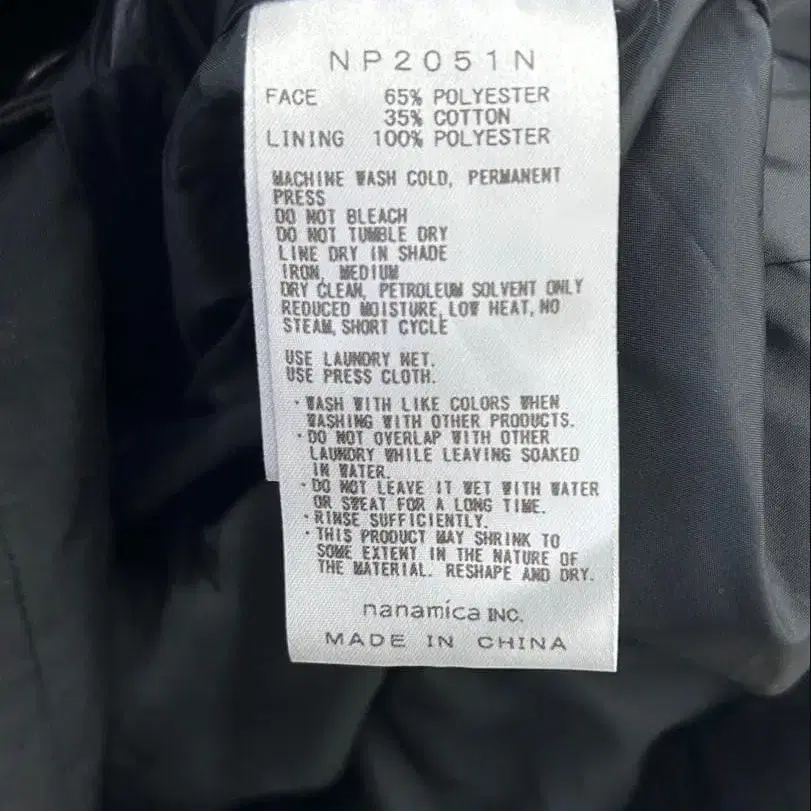 NP2051N
FACE 65% POLYESTER
35% COTTON
LINING 100% POLYESTER
MACHINE WASH COLD, PERMANENT
PRESS
DO NOT BLEACH
DO NOT TUMBLE DRY
LINE DRY IN SHADE
IRON, MEDIUM
DRY CLEAN, PETROLEUM SOLVENT ONLY
REDUCED MOISTURE, LOW HEAT, NO
STEAM, SHORT CYCLE
USE LAUNDRY NET.
USE PRESS CLOTH.
・WASH WITH LIKE COLORS WHEN
WASHING WITH OTHER PRODUCTS.
・DO NOT OVERLAP WITH OTHER
LAUNDRY WHILE LEAVING SOAKED
IN WATER.
・DO NOT LEAVE IT WET WITH WATER
OR SWEAT FOR A LONG TIME.
・RINSE SUFFICIENTLY.
・THIS PRODUCT MAY SHRINK TO
SOME EXTENT IN THE NATURE OF
THE MATERIAL. RESHAPE AND DRY.
nanamica INC.
MADE IN CHINA